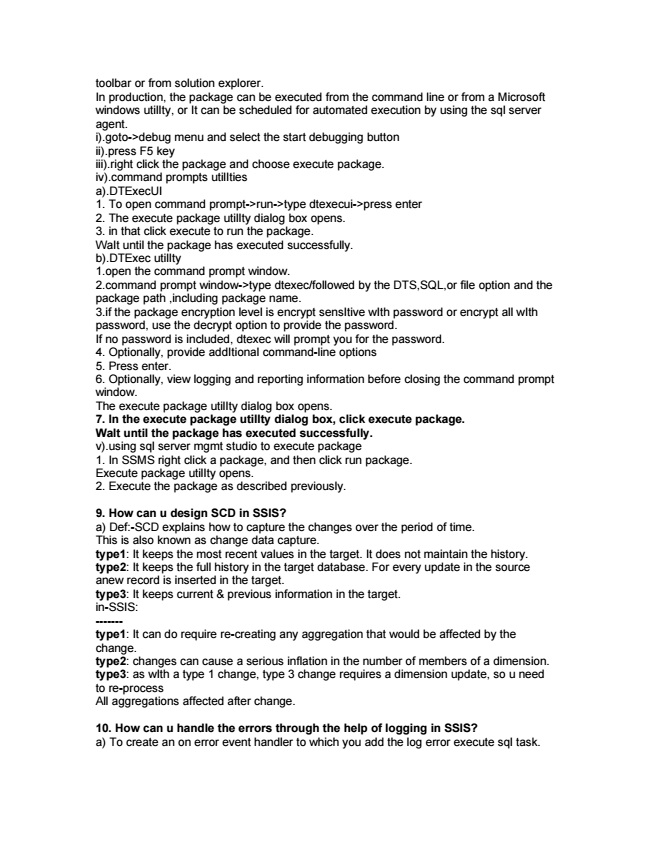 toolbar or from solution explorer.
In production, the package can be executed from the command line or from a Microsoft
windows utility, or It can be scheduled for automated execution by using the sql server
agent.
i).goto->debug menu and select the start debugging button
ii).press F5 key
iii).right click the package and choose execute package.
iv).command prompts utilities
a).DTExecUI
1. To open command prompt->run->type dtexecui->press enter
2. The execute package utility dialog box opens.
3. in that click execute to run the package.
Wait until the package has executed successfully.
b).DTExec utility
1.open the command prompt window.
2.command prompt window->type dtexec/followed by the DTS,SQL,or file option and the
package path ,including package name.
3.if the package encryption level is encrypt sensitive with password or encrypt all with
password, use the decrypt option to provide the password.
If no password is included, dtexec will prompt you for the password.
4. Optionally, provide additional command-line options
5. Press enter.
6. Optionally, view logging and reporting information before closing the command prompt
window.
The execute package utility dialog box opens.
7. In the execute package utility dialog box, click execute package.
Wait until the package has executed successfully.
v).using sql server mgmt studio to execute package
1. In SSMS right click a package, and then click run package.
Execute package utility opens.
2. Execute the package as described previously.
9. How can u design SCD in SSIS?
a) Def:-SCD explains how to capture the changes over the period of time.
This is also known as change data capture.
type1: It keeps the most recent values in the target. It does not maintain the history.
type2: It keeps the full history in the target database. For every update in the source
anew record is inserted in the target.
type3: It keeps current & previous information in the target.
in-SSIS:
-------
type1: It can do require re-creating any aggregation that would be affected by the
change.
type2: changes can cause a serious inflation in the number of members of a dimension.
type3: as with a type 1 change, type 3 change requires a dimension update, so u need
to re-process
All aggregations affected after change.
10. How can u handle the errors through the help of logging in SSIS?
a) To create an on error event handler to which you add the log error execute sql task.